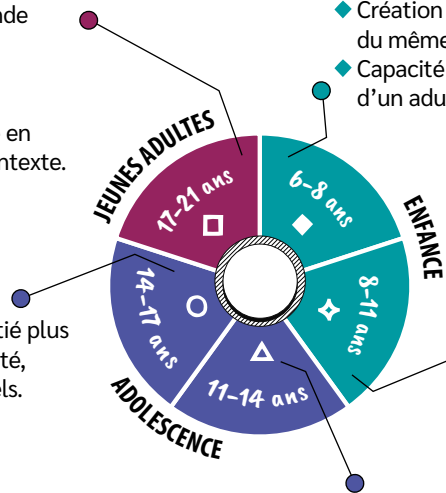 nde
◆ Création
du même
◆ Capacité
d'un adu
en
ntexte.
JEUNES ADULTES
17-21 ans
6-8 ans
ENFANCE
8-11 ans
14-17 ans
11-14 ans
ADOLESCENCE
tié plus
té,
ls.